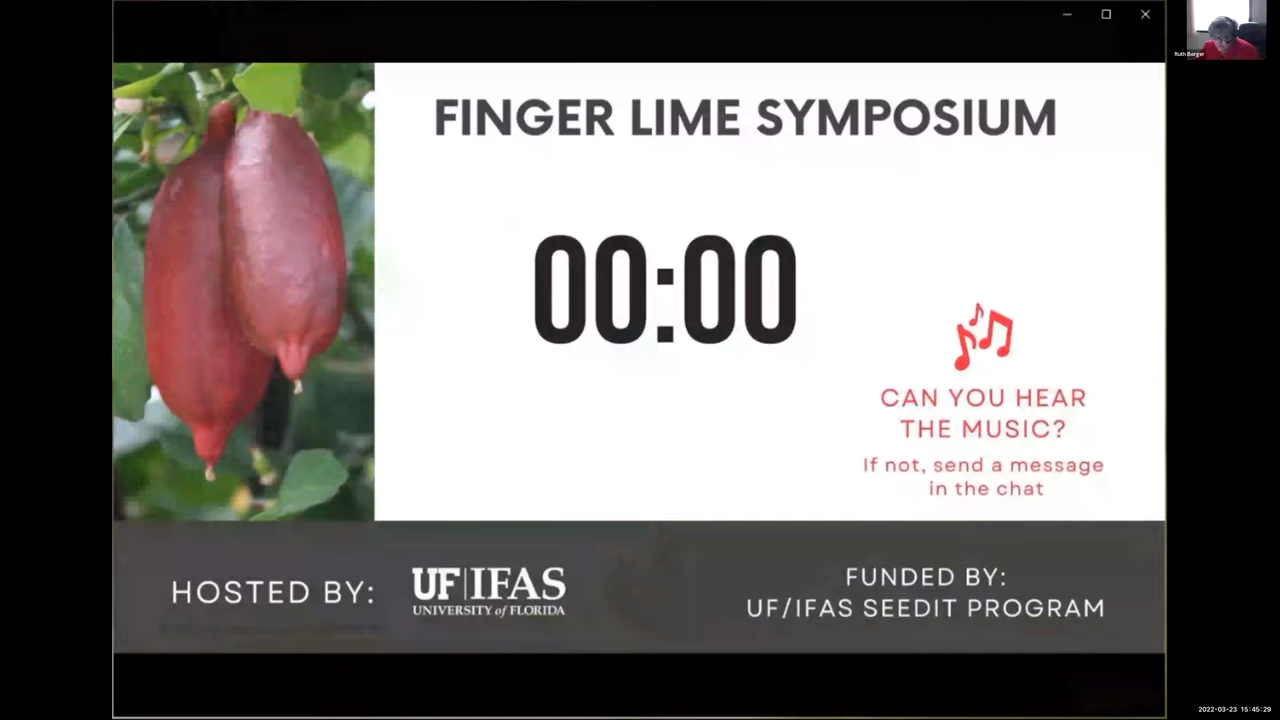 FINGER LIME SYMPOSIUM
00:00
CAN YOU HEAR
THE MUSIC?
If not, send a message
in the chat
HOSTED BY:
UF|IFAS
UNIVERSITY of FLORIDA
FUNDED BY:
UF/IFAS SEEDIT PROGRAM
Ruth Borger
2022-03-23 15:45:29